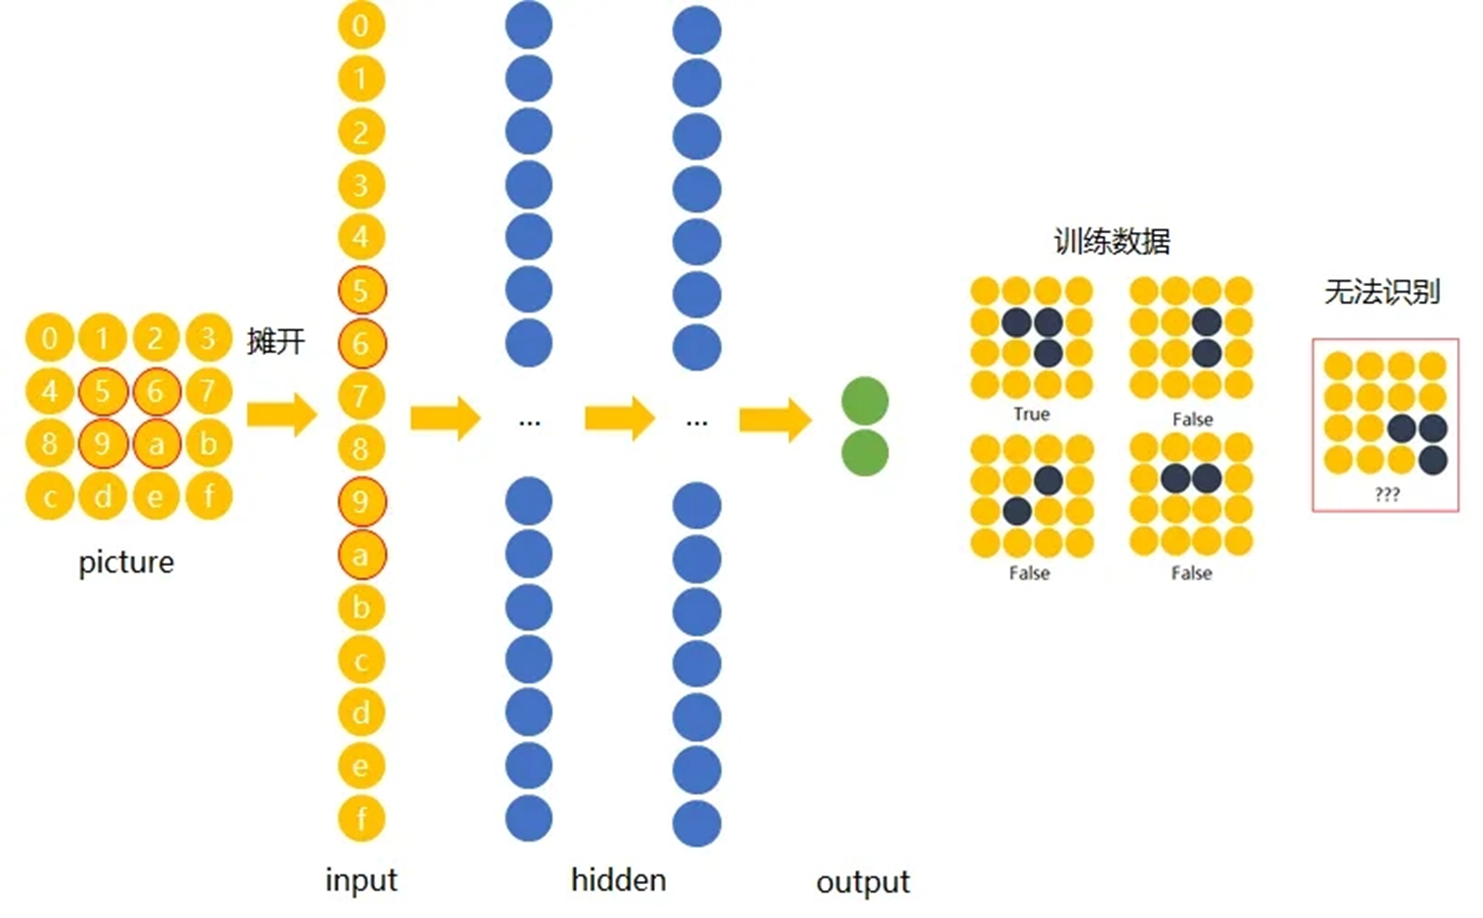 0 1 2 3
4 5 6 7
8 9 a b
c d e f
picture
摊开
0
1
2
3
4
5
6
7
8
9
a
b
c
d
e
f
input
...
...
hidden
output
训练数据
True
False
False
False
无法识别
???